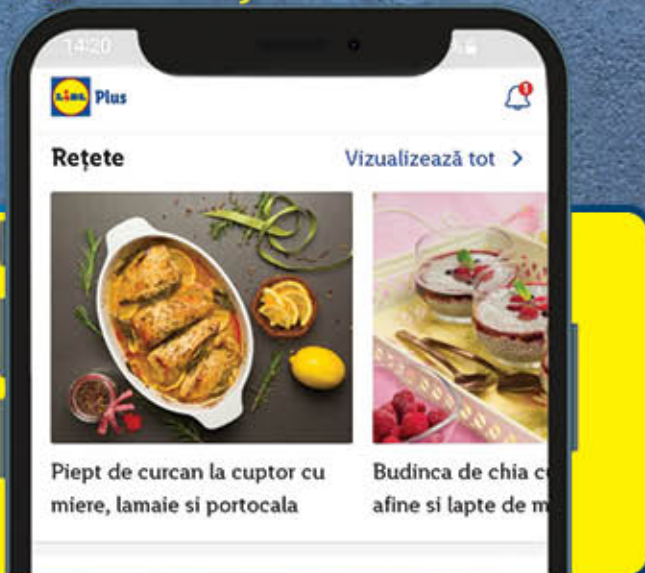 14:20
LIDL Plus
1
Rețete
Vizualizează tot >
Piept de curcan la cuptor cu
miere, lamaie si portocala
Budinca de chia c
afine si lapte de m